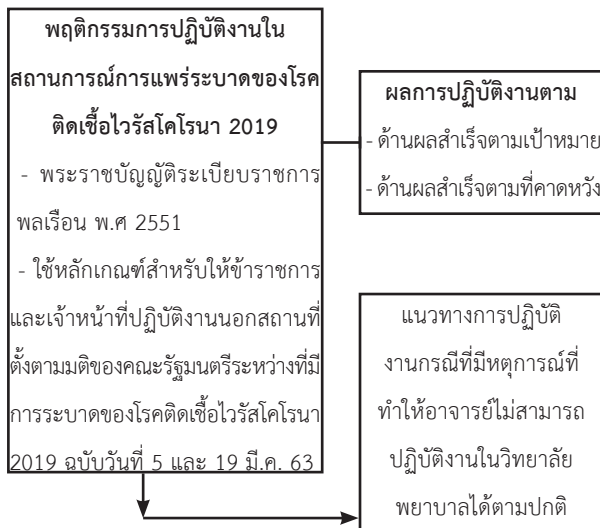 พฤติกรรมการปฏิบัติงานใน
สถานการณ์การแพร่ระบาดของโรค
ติดเชื้อไวรัสโคโรนา 2019
- พระราชบัญญัติระเบียบราชการ
พลเรือน พ.ศ 2551
- ใช้หลักเกณฑ์สำหรับให้ข้าราชการ
และเจ้าหน้าที่ปฏิบัติงานนอกสถานที่
ตั้งตามมติของคณะรัฐมนตรีระหว่างที่มี
การระบาดของโรคติดเชื้อไวรัสโคโรนา
2019 ฉบับวันที่ 5 และ 19 มี.ค. 63
ผลการปฏิบัติงานตาม
- ด้านผลสำเร็จตามเป้าหมาย
- ด้านผลสำเร็จตามที่คาดหวัง
แนวทางการปฏิบัติ
งานกรณีที่มีหตุการณ์ที่
ทำให้อาจารย์ไม่สามารถ
ปฏิบัติงานในวิทยาลัย
พยาบาลได้ตามปกติ